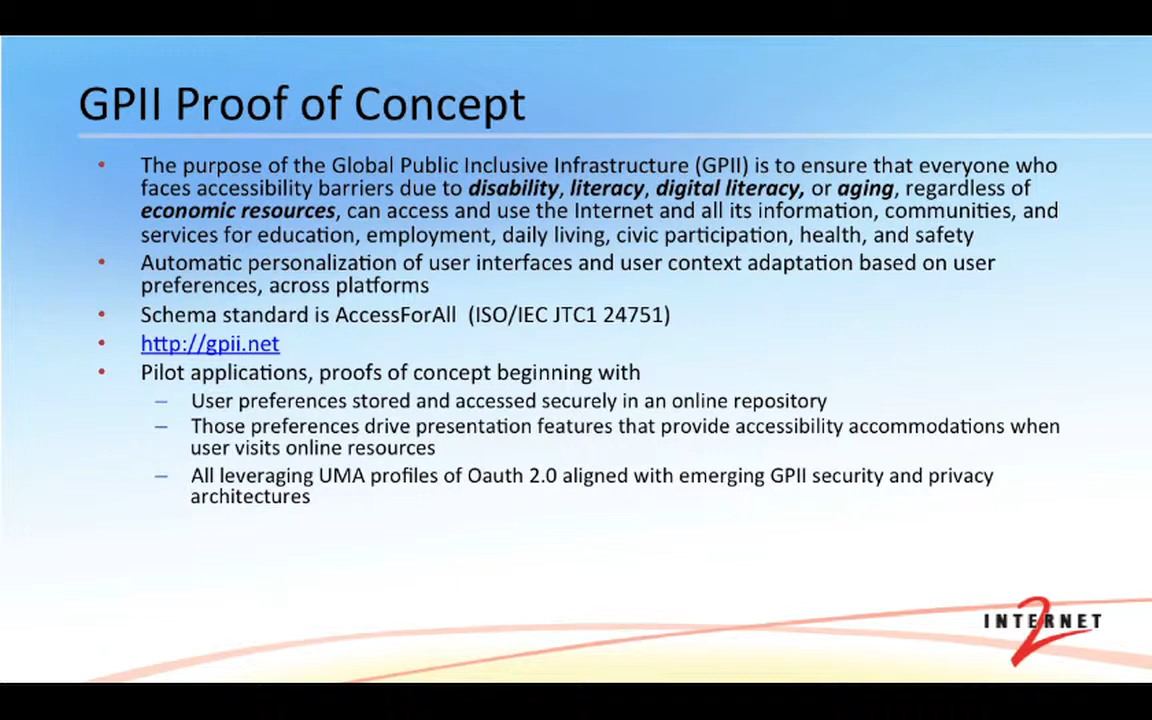 GPII Proof of Concept
• The purpose of the Global Public Inclusive Infrastructure (GPII) is to ensure that everyone who
faces accessibility barriers due to disability, literacy, digital literacy, or aging, regardless of
economic resources, can access and use the Internet and all its information, communities, and
services for education, employment, daily living, civic participation, health, and safety
• Automatic personalization of user interfaces and user context adaptation based on user
preferences, across platforms
• Schema standard is AccessForAll (ISO/IEC JTC1 24751)
• http://gpii.net
• Pilot applications, proofs of concept beginning with
– User preferences stored and accessed securely in an online repository
– Those preferences drive presentation features that provide accessibility accommodations when
user visits online resources
– All leveraging UMA profiles of Oauth 2.0 aligned with emerging GPII security and privacy
architectures
INTERNET
2